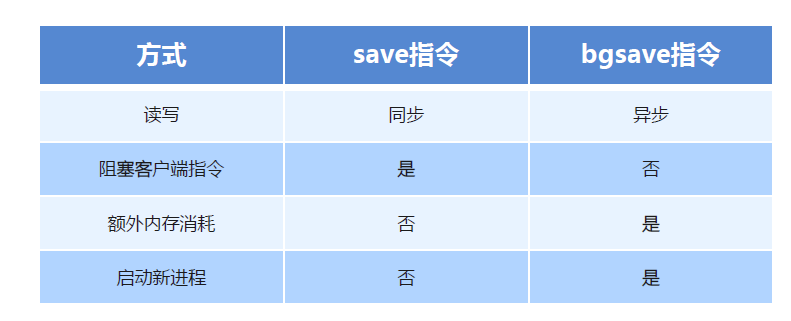 方式 save指令 bgsave指令
读写 同步 异步
阻塞客户端指令 是 否
额外内存消耗 否 是
启动新进程 否 是